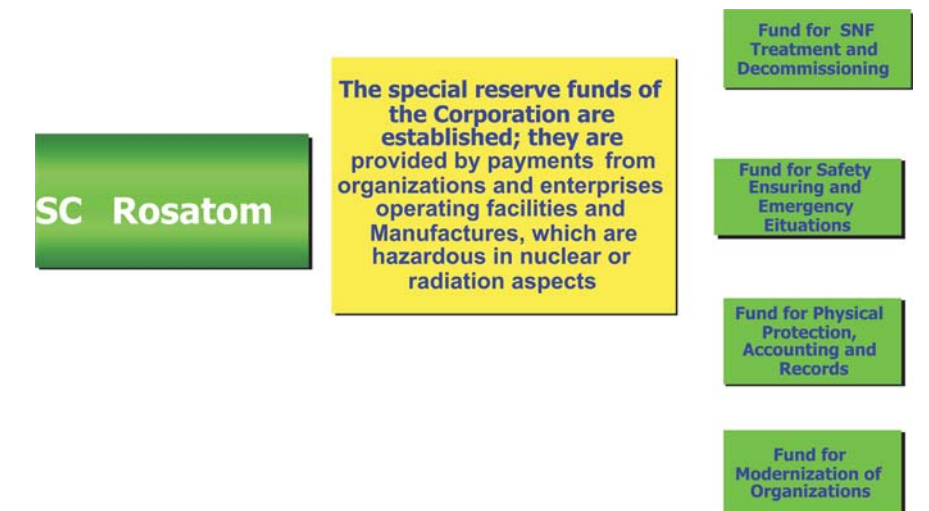 SC Rosatom
The special reserve funds of
the Corporation are
established; they are
provided by payments from
organizations and enterprises
operating facilities and
Manufactures, which are
hazardous in nuclear or
radiation aspects
Fund for SNF
Treatment and
Decommissioning
Fund for Safety
Ensuring and
Emergency
Eituations
Fund for Physical
Protection,
Accounting and
Records
Fund for
Modernization of
Organizations